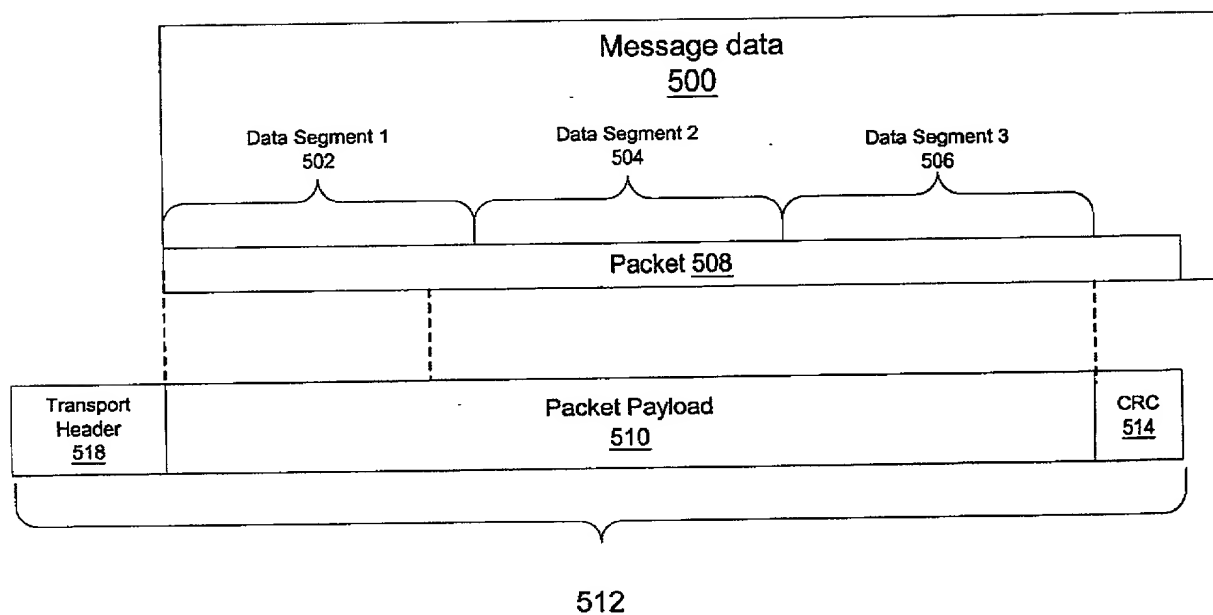 Message data
500
Data Segment 1
502
Data Segment 2
504
Data Segment 3
506
Packet 508
Transport
Header
518
Packet Payload
510
CRC
514
512